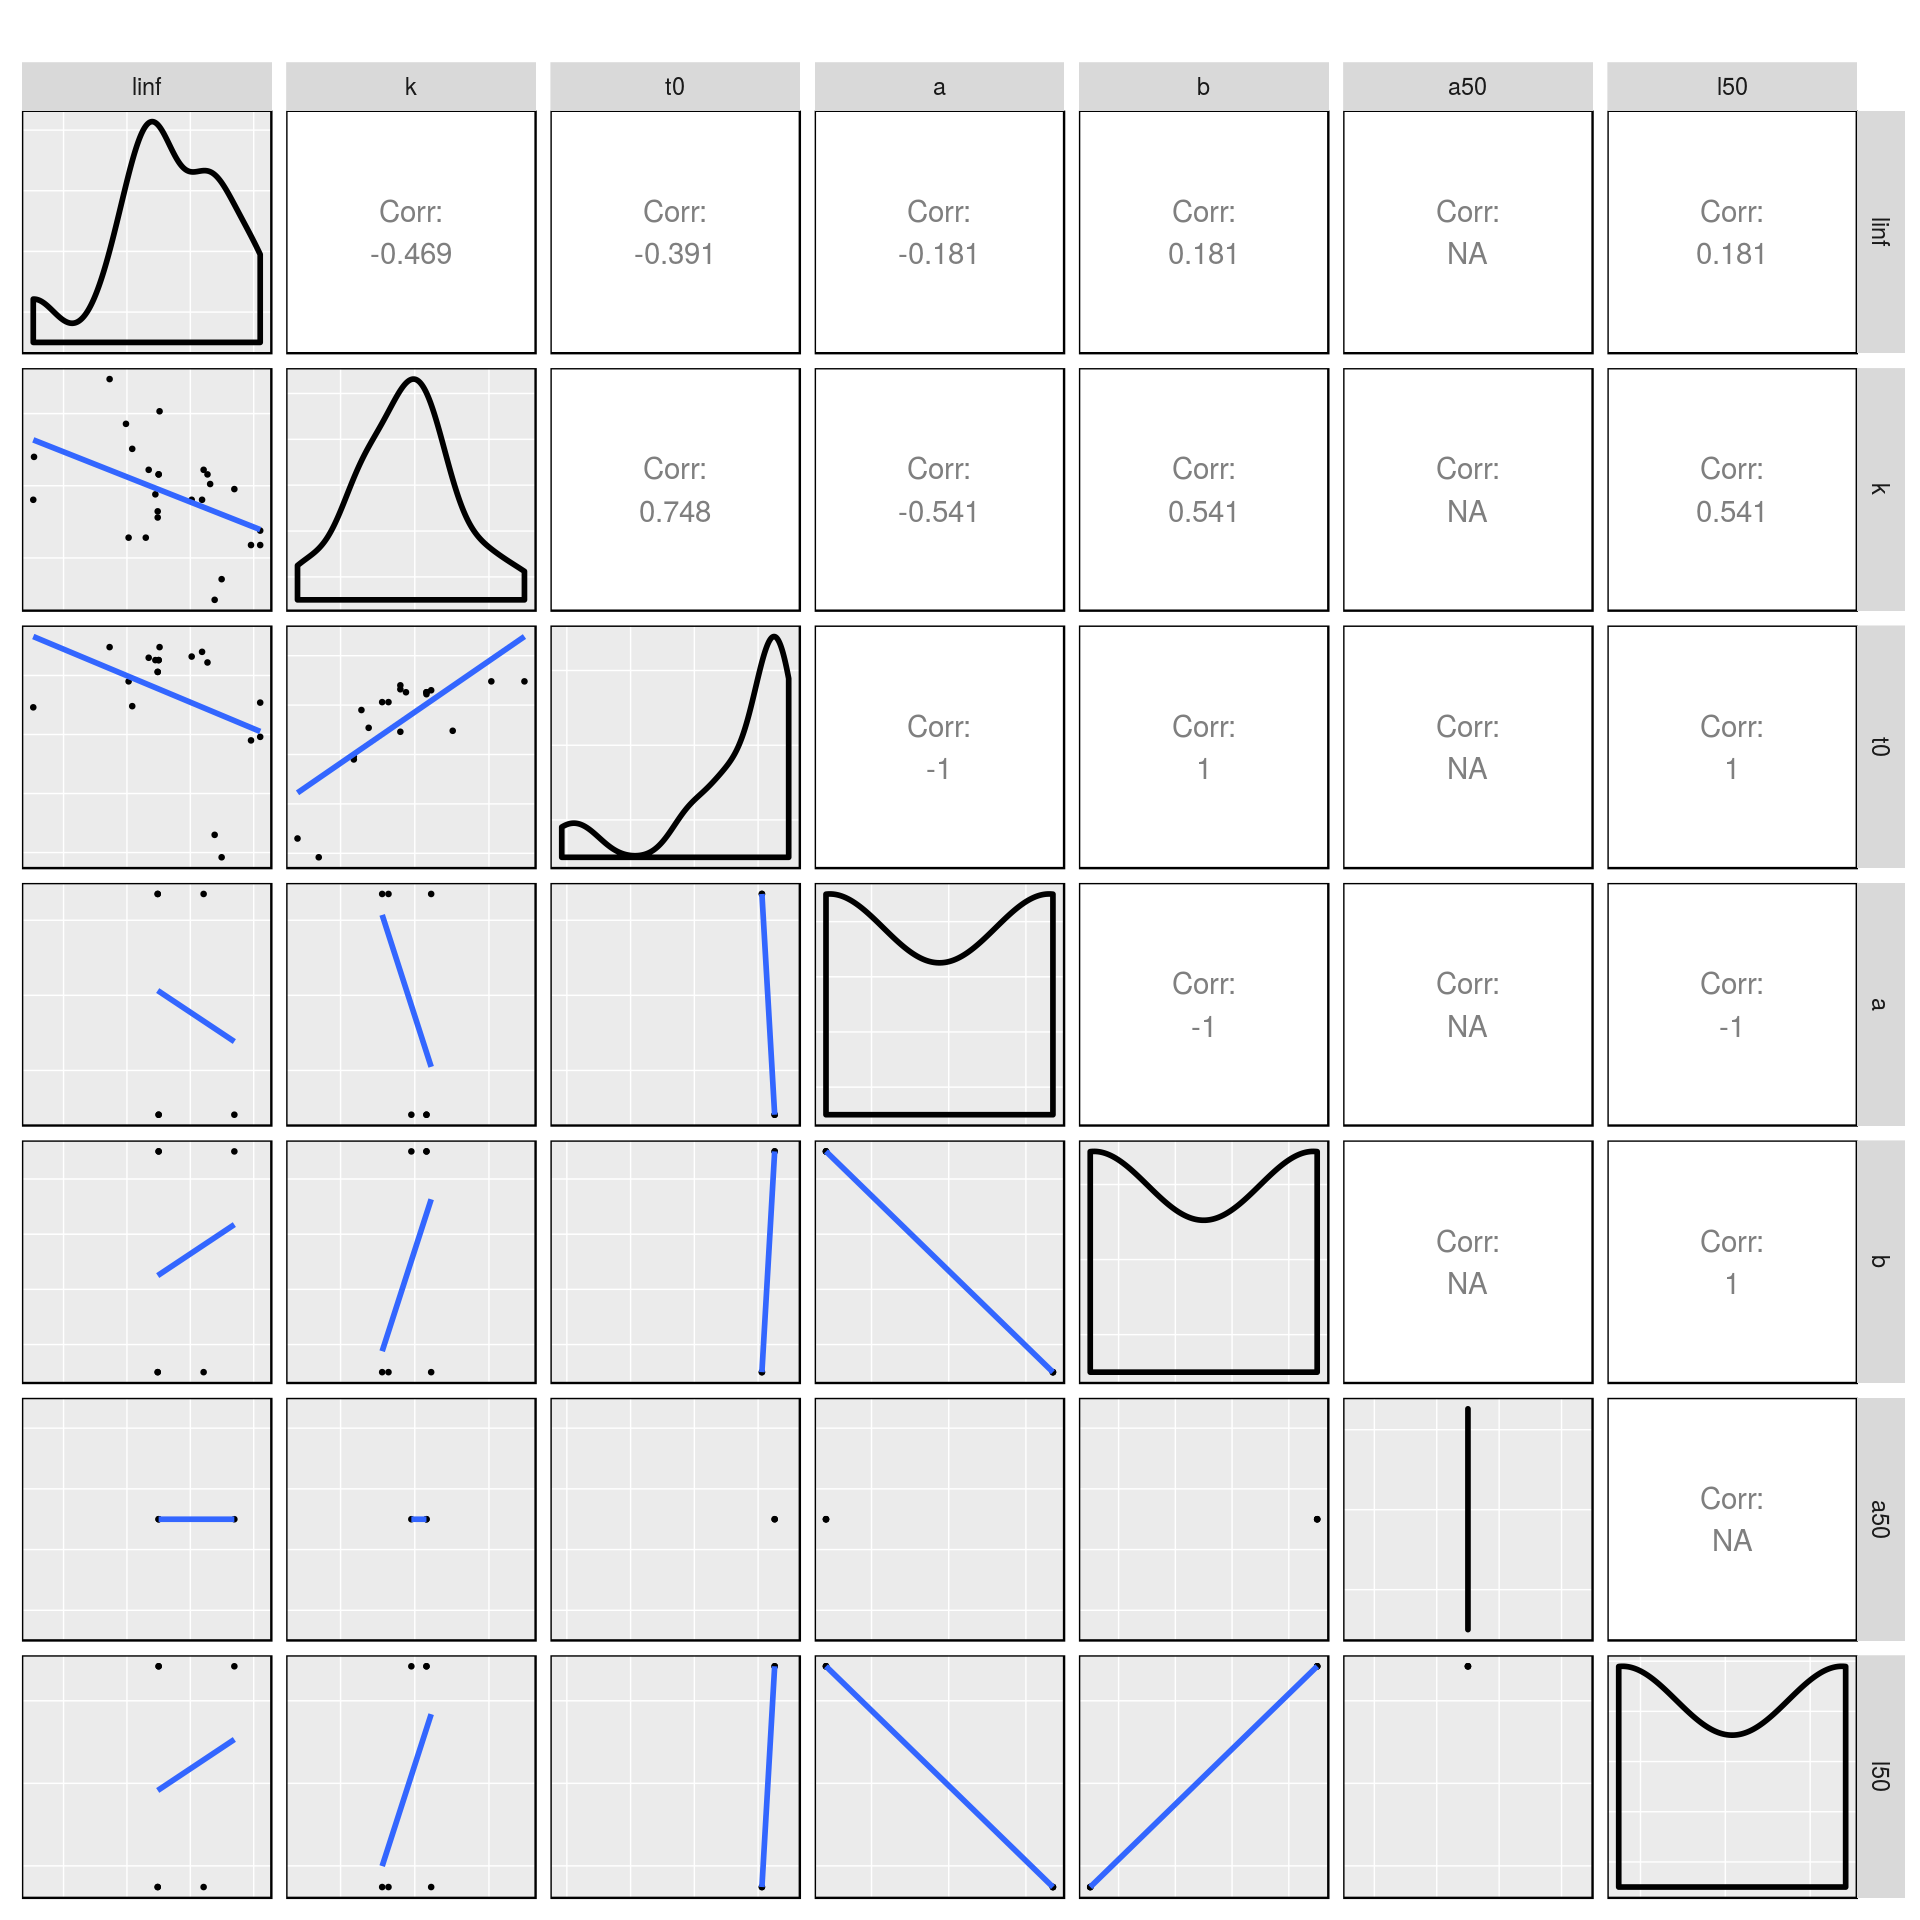 linf k t0 a b a50 l50
Corr: Corr: Corr: Corr: Corr: Corr:
-0.469 -0.391 -0.181 0.181 NA 0.181
linf
Corr: Corr: Corr: Corr: Corr:
0.748 -0.541 0.541 NA 0.541
k
Corr: Corr: Corr: Corr:
-1 1 NA 1
t0
Corr: Corr: Corr:
-1 NA -1
a
Corr: Corr:
NA 1
b
Corr:
NA
a50
l50